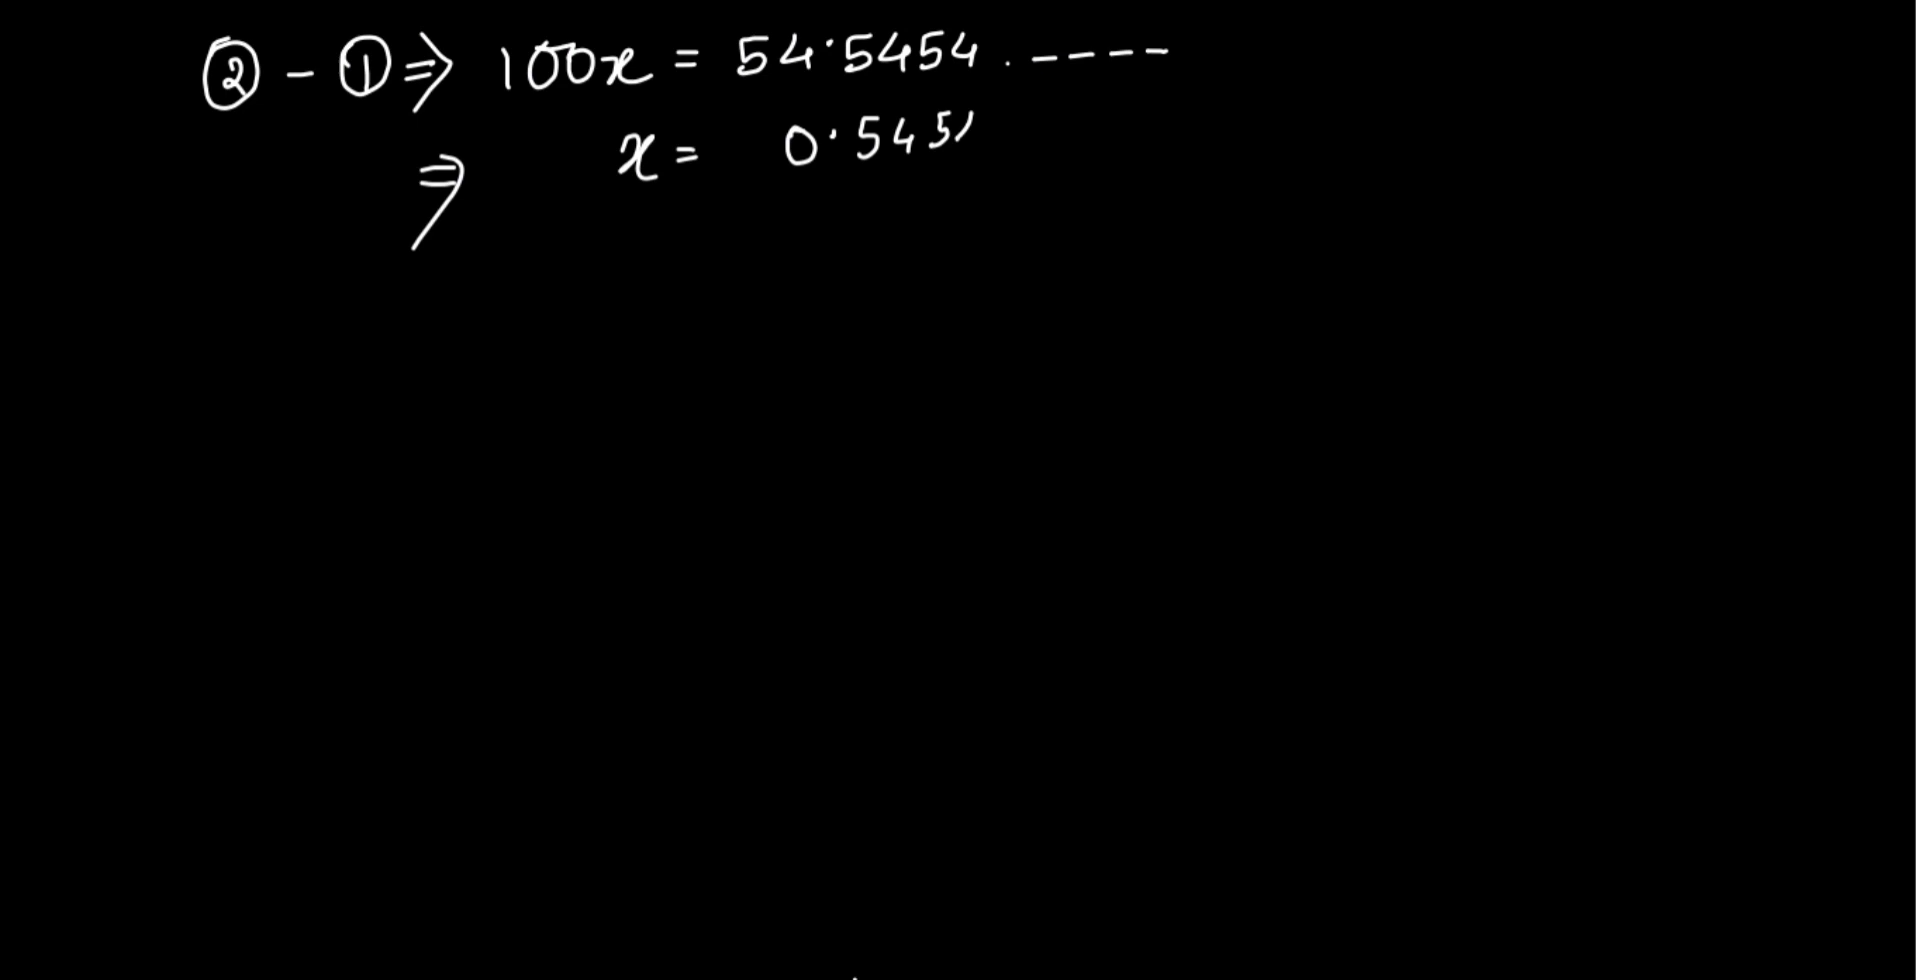 ② - ① ⇒ 100x = 54.5454 . ----
⇒ x = 0.545